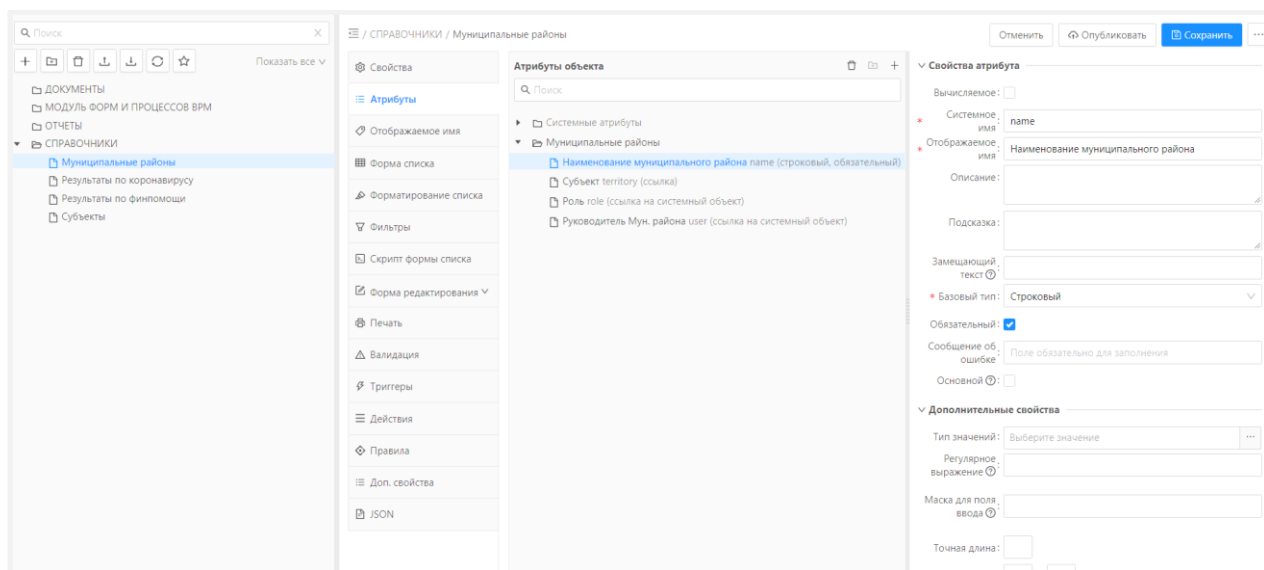 Поиск
Показать все
ДОКУМЕНТЫ
МОДУЛЬ ФОРМ И ПРОЦЕССОВ BPM
ОТЧЕТЫ
СПРАВОЧНИКИ
Муниципальные районы
Результаты по коронавирусу
Результаты по финпомощи
Субъекты
/ СПРАВОЧНИКИ / Муниципальные районы
Отменить
Опубликовать
Сохранить
Свойства
Атрибуты
Отображаемое имя
Форма списка
Форматирование списка
Фильтры
Скрипт формы списка
Форма редактирования
Печать
Валидация
Триггеры
Действия
Правила
Доп. свойства
JSON
Атрибуты объекта
Поиск
Системные атрибуты
Муниципальные районы
Наименование муниципального района name (строковый, обязательный)
Субъект territory (ссылка)
Роль role (ссылка на системный объект)
Руководитель Мун. района user (ссылка на системный объект)
Свойства атрибута
Вычисляемое:
* Системное имя: name
* Отображаемое имя: Наименование муниципального района
Описание:
Подсказка:
Замещающий текст:
* Базовый тип: Строковый
Обязательный:
Сообщение об ошибке: Поле обязательно для заполнения
Основной:
Дополнительные свойства
Тип значений: Выберите значение
Регулярное выражение:
Маска для поля ввода:
Точная длина: